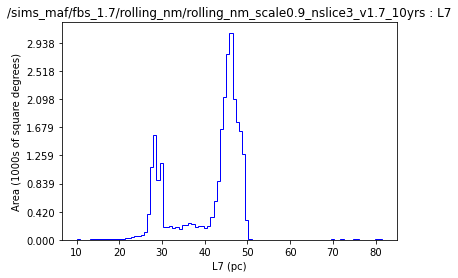 /sims_maf/fbs_1.7/rolling_nm/rolling_nm_scale0.9_nslice3_v1.7_10yrs : L7
2.938
2.518
2.098
1.679
1.259
0.839
0.420
0.000
Area (1000s of square degrees)
10 20 30 40 50 60 70 80
L7 (pc)